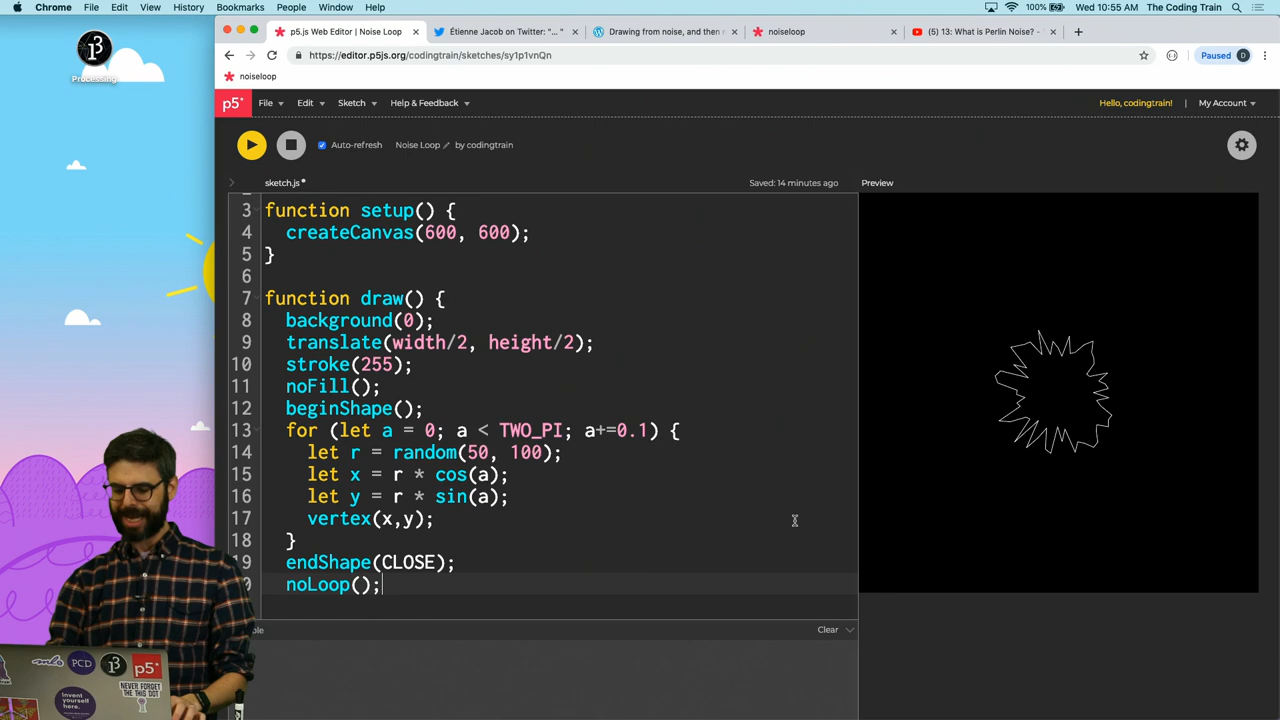 Chrome File Edit View History Bookmarks People Window Help 100% Wed 10:55 AM The Coding Train
p5.js Web Editor | Noise Loop × Étienne Jacob on Twitter: "... × Drawing from noise, and then × noiseloop × (5) 13: What is Perlin Noise? - × +
https://editor.p5js.org/codingtrain/sketches/sy1p1vnQn Paused D
noiseloop
Processing
p5* File Edit Sketch Help & Feedback Hello, codingtrain! | My Account
Auto-refresh Noise Loop by codingtrain
> sketch.js Saved: 14 minutes ago Preview
3 function setup() {
4 createCanvas(600, 600);
5 }
6
7 function draw() {
8 background(0);
9 translate(width/2, height/2);
10 stroke(255);
11 noFill();
12 beginShape();
13 for (let a = 0; a < TWO_PI; a+=0.1) {
14 let r = random(50, 100);
15 let x = r * cos(a);
16 let y = r * sin(a);
17 vertex(x,y);
18 }
19 endShape(CLOSE);
noLoop();
Clear
PCD
p5*
Invent yourself here.
NEVER FORGET THE THIS DOT